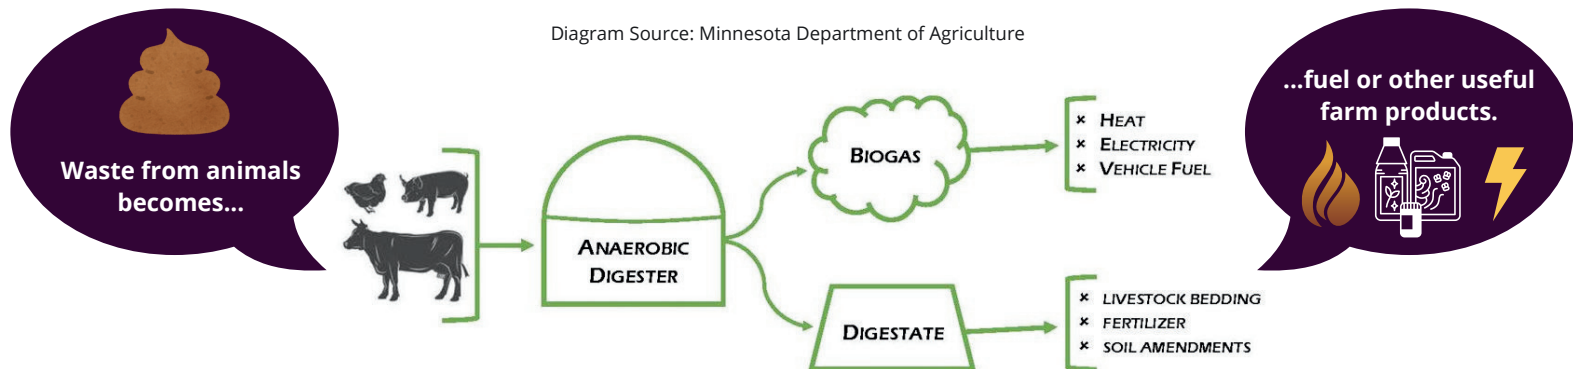 Diagram Source: Minnesota Department of Agriculture
Waste from animals
becomes...
ANAEROBIC
DIGESTER
BIOGAS
HEAT
ELECTRICITY
VEHICLE FUEL
DIGESTATE
LIVESTOCK BEDDING
FERTILIZER
SOIL AMENDMENTS
...fuel or other useful
farm products.